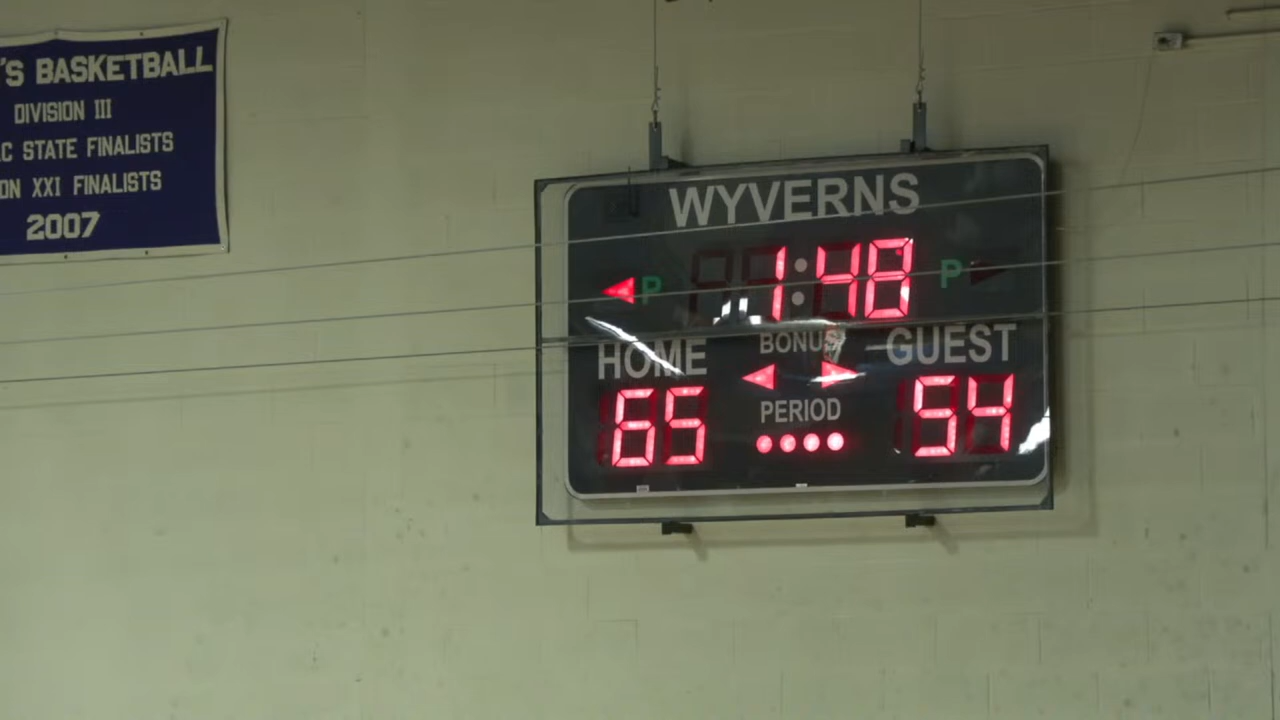 'S BASKETBALL
DIVISION III
C STATE FINALISTS
ON XXI FINALISTS
2007
WYVERNS
P 1:48 P
HOME BONUS GUEST
65 54
PERIOD